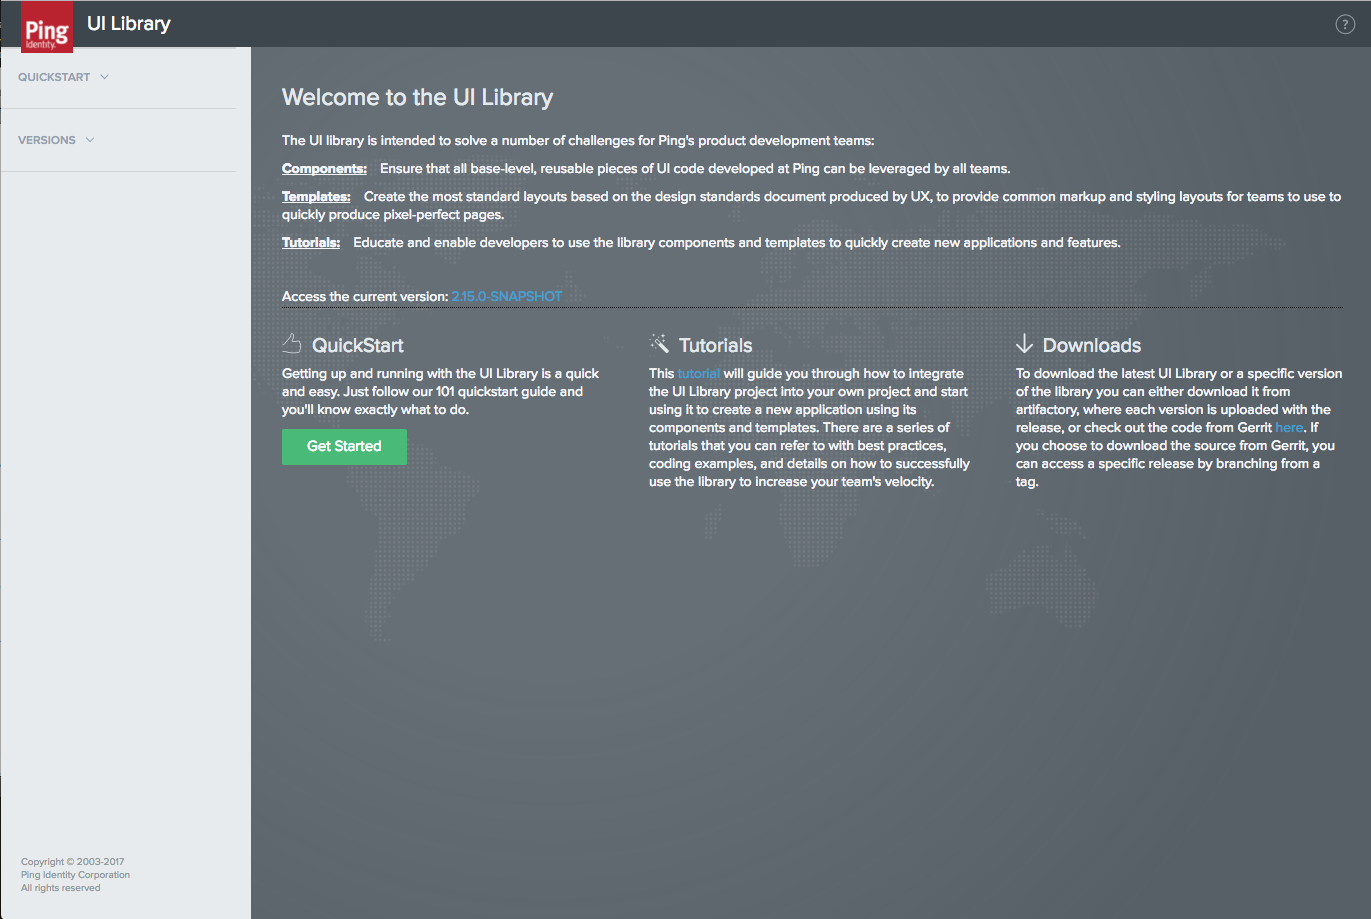 Ping
Identity.
UI Library
?
QUICKSTART
VERSIONS
Welcome to the UI Library
The UI library is intended to solve a number of challenges for Ping's product development teams:
Components: Ensure that all base-level, reusable pieces of UI code developed at Ping can be leveraged by all teams.
Templates: Create the most standard layouts based on the design standards document produced by UX, to provide common markup and styling layouts for teams to use to
quickly produce pixel-perfect pages.
Tutorials: Educate and enable developers to use the library components and templates to quickly create new applications and features.
Access the current version: 2.15.0-SNAPSHOT
QuickStart
Getting up and running with the UI Library is a quick
and easy. Just follow our 101 quickstart guide and
you'll know exactly what to do.
Get Started
Tutorials
This tutorial will guide you through how to integrate
the UI Library project into your own project and start
using it to create a new application using its
components and templates. There are a series of
tutorials that you can refer to with best practices,
coding examples, and details on how to successfully
use the library to increase your team's velocity.
Downloads
To download the latest UI Library or a specific version
of the library you can either download it from
artifactory, where each version is uploaded with the
release, or check out the code from Gerrit here. If
you choose to download the source from Gerrit, you
can access a specific release by branching from a
tag.
Copyright © 2003-2017
Ping Identity Corporation
All rights reserved